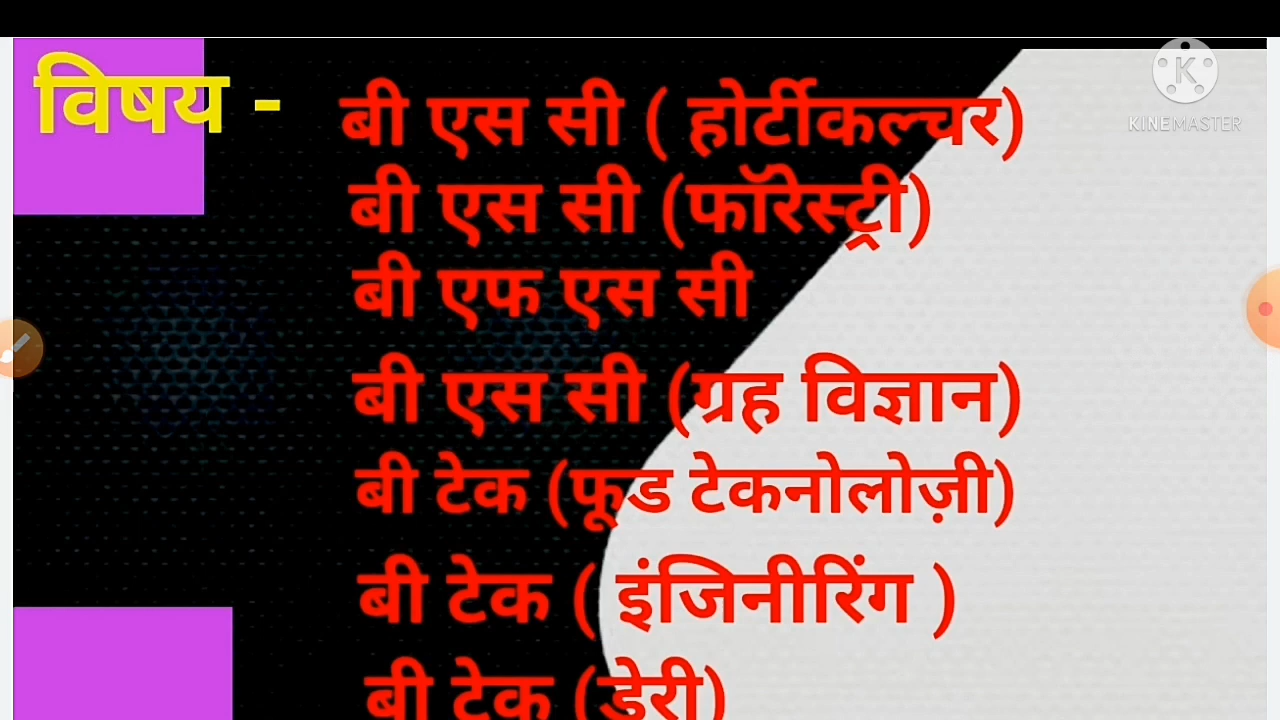 विषय -
बी एस सी ( होर्टीकल्चर)
बी एस सी (फॉरेस्ट्री)
बी एफ एस सी
बी एस सी (ग्रह विज्ञान)
बी टेक (फूड टेकनोलोज़ी)
बी टेक ( इंजिनीरिंग )
बी टेक (डेरी)
K
KINEMASTER